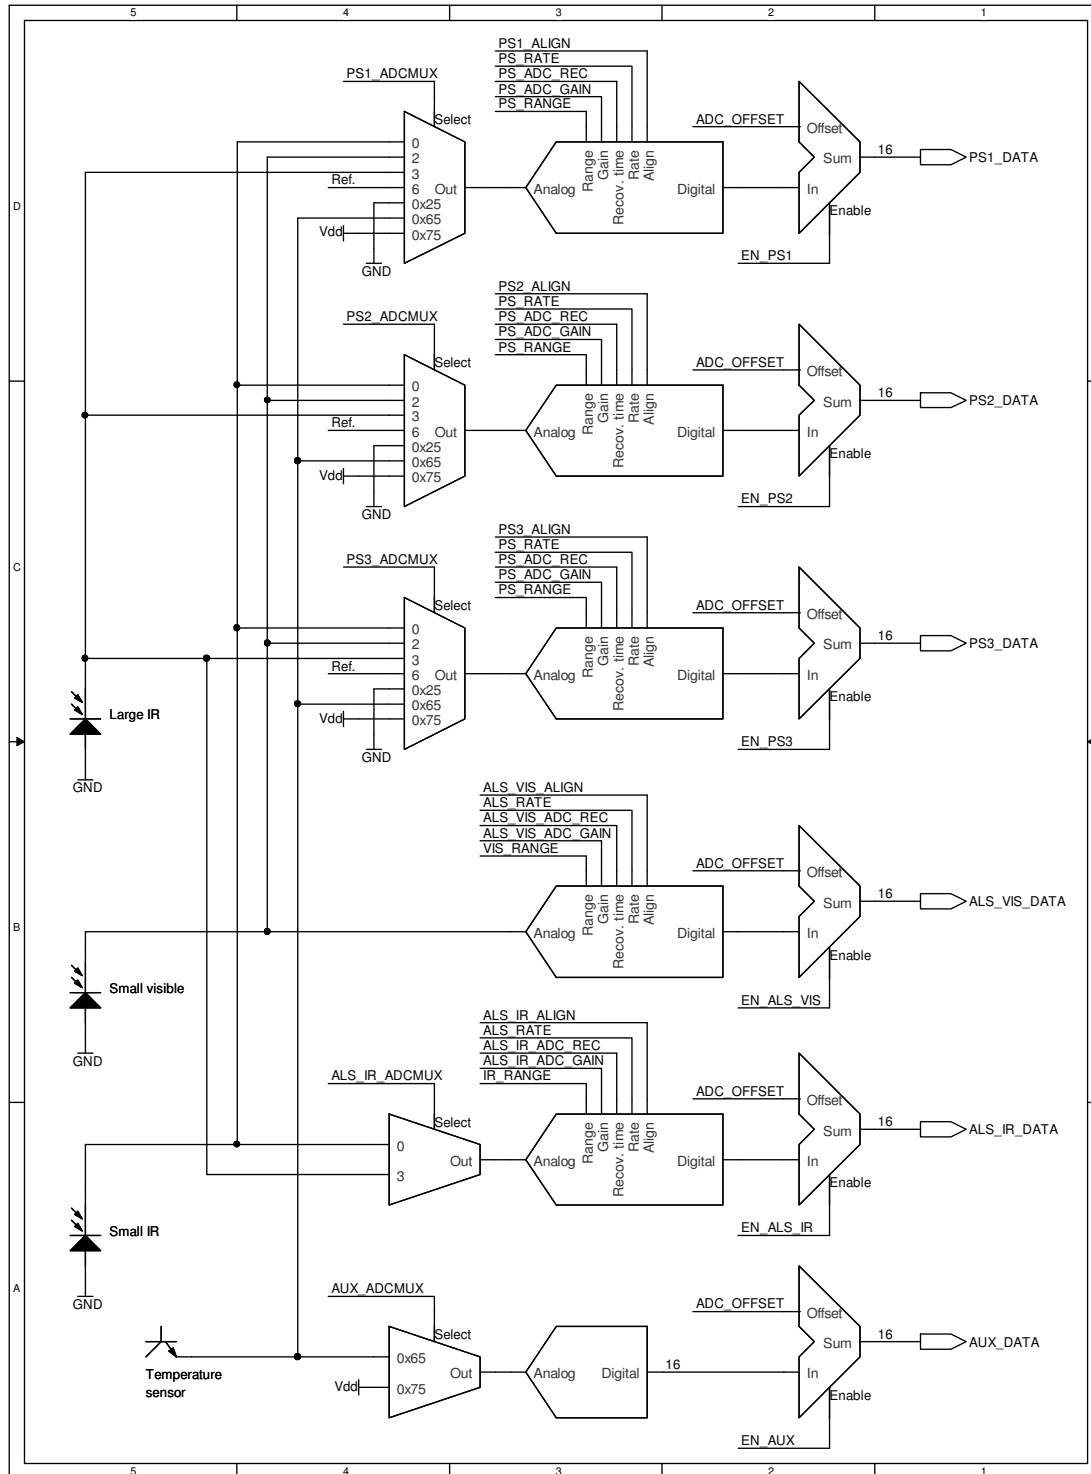 5 4 3 2 1
PS1_ALIGN
PS_RATE
PS1_ADCMUX PS_ADC_REC
PS_ADC_GAIN
PS_RANGE
Select ADC_OFFSET Offset
0
2 Sum 16 PS1_DATA
3
Ref. 6 Out Analog Range Gain Recov. time Rate Align Digital In
0x25
0x65 Enable
Vdd 0x75
EN_PS1
GND
D
PS2_ALIGN
PS_RATE
PS2_ADCMUX PS_ADC_REC
PS_ADC_GAIN
PS_RANGE
Select ADC_OFFSET Offset
0
2 Sum 16 PS2_DATA
3
Ref. 6 Out Analog Range Gain Recov. time Rate Align Digital In
0x25
0x65 Enable
Vdd 0x75
EN_PS2
GND
PS3_ALIGN
PS_RATE
C PS3_ADCMUX PS_ADC_REC
PS_ADC_GAIN
PS_RANGE
Select ADC_OFFSET Offset
0
2 Sum 16 PS3_DATA
3
Ref. 6 Out Analog Range Gain Recov. time Rate Align Digital In
0x25
0x65 Enable
Vdd 0x75
EN_PS3
GND
Large IR
GND
ALS_VIS_ALIGN
ALS_RATE
ALS_VIS_ADC_REC
ALS_VIS_ADC_GAIN
VIS_RANGE
ADC_OFFSET Offset
B Sum 16 ALS_VIS_DATA
Analog Range Gain Recov. time Rate Align Digital In
Enable
EN_ALS_VIS
Small visible
GND
ALS_IR_ALIGN
ALS_RATE
ALS_IR_ADC_REC
ALS_IR_ADC_GAIN
ALS_IR_ADCMUX IR_RANGE
Select ADC_OFFSET Offset
0 Sum 16 ALS_IR_DATA
Out Analog Range Gain Recov. time Rate Align Digital In
3
Enable
EN_ALS_IR
Small IR
GND
A
AUX_ADCMUX
Select ADC_OFFSET Offset
0x65 Sum 16 AUX_DATA
Out Analog Digital 16 In
Vdd 0x75
Enable
EN_AUX
Temperature
sensor
5 4 3 2 1